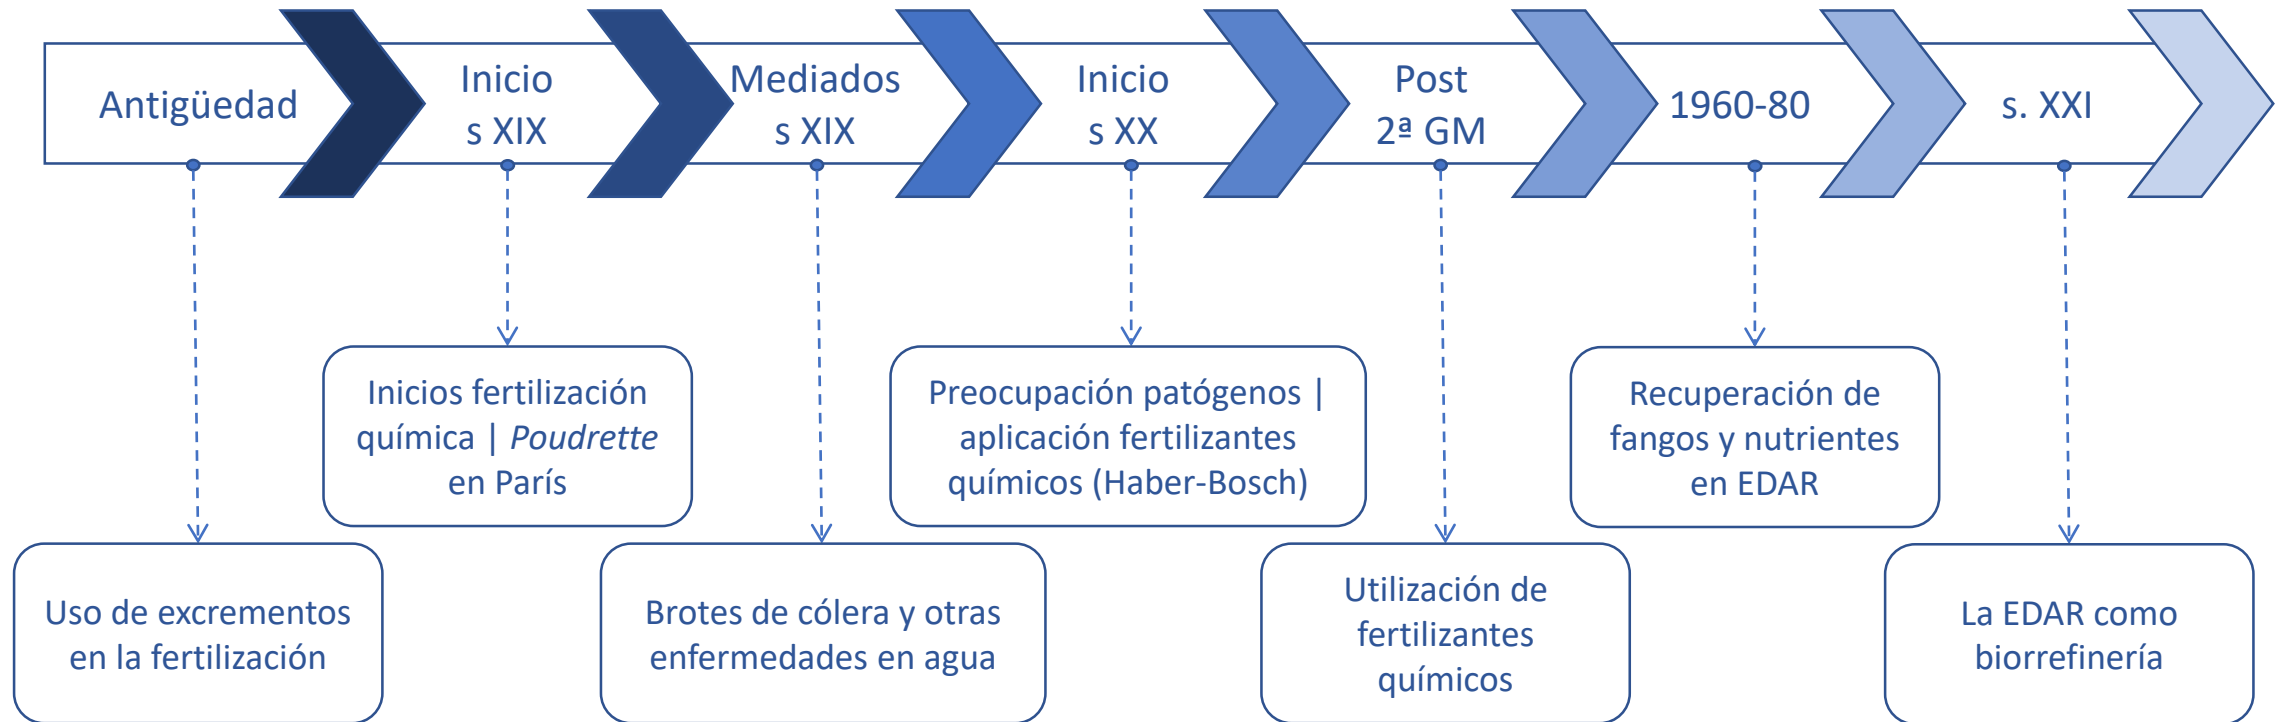 Antigüedad
Inicio
s XIX
Mediados
s XIX
Inicio
s XX
Post
2ª GM
1960-80
s. XXI
Inicios fertilización
química | Poudrette
en París
Preocupación patógenos |
aplicación fertilizantes
químicos (Haber-Bosch)
Recuperación de
fangos y nutrientes
en EDAR
Uso de excrementos
en la fertilización
Brotes de cólera y otras
enfermedades en agua
Utilización de
fertilizantes
químicos
La EDAR como
biorrefinería